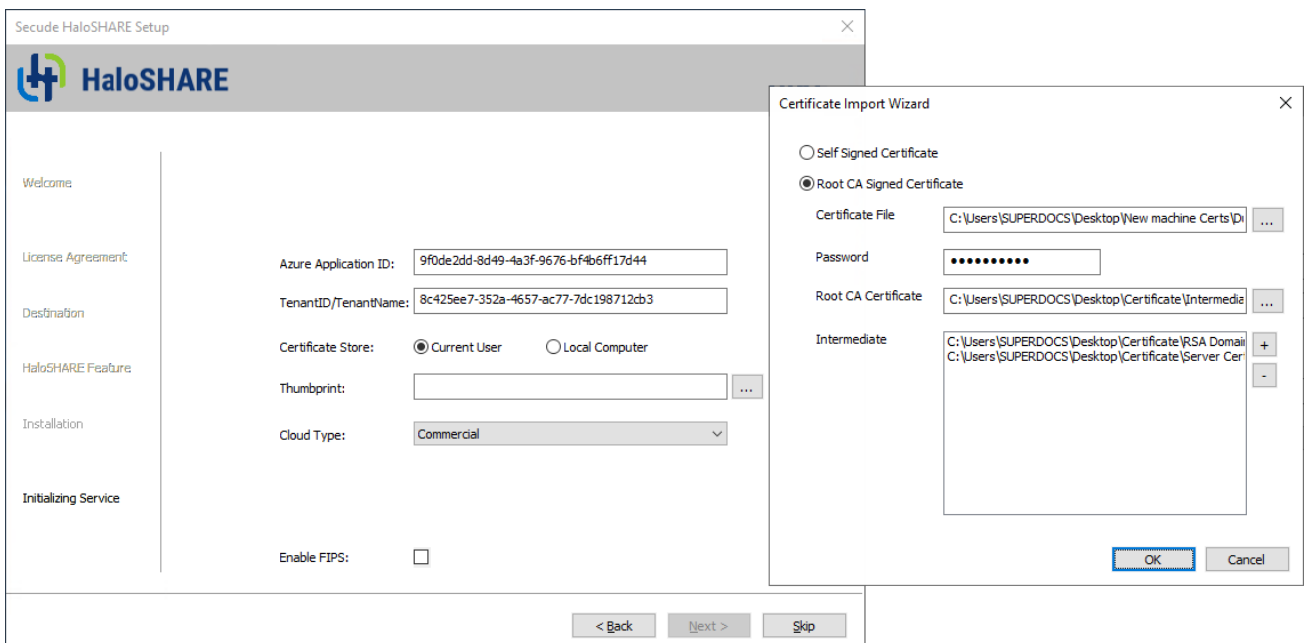 Secude HaloSHARE Setup
HaloSHARE
Welcome
License Agreement
Destination
HaloSHARE Feature
Installation
Initializing Service
Azure Application ID: 9f0de2dd-8d49-4a3f-9676-bf4b6ff17d44
TenantID/TenantName: 8c425ee7-352a-4657-ac77-7dc198712cb3
Certificate Store: Current User Local Computer
Thumbprint: ...
Cloud Type: Commercial
Enable FIPS:
< Back Next > Skip
Certificate Import Wizard
Self Signed Certificate
Root CA Signed Certificate
Certificate File C:\Users\SUPERDOCS\Desktop\New machine Certs\ ...
Password ••••••••••
Root CA Certificate C:\Users\SUPERDOCS\Desktop\Certificate\Intermedia ...
Intermediate
C:\Users\SUPERDOCS\Desktop\Certificate\RSA Domai
C:\Users\SUPERDOCS\Desktop\Certificate\Server Cer
+
-
OK Cancel